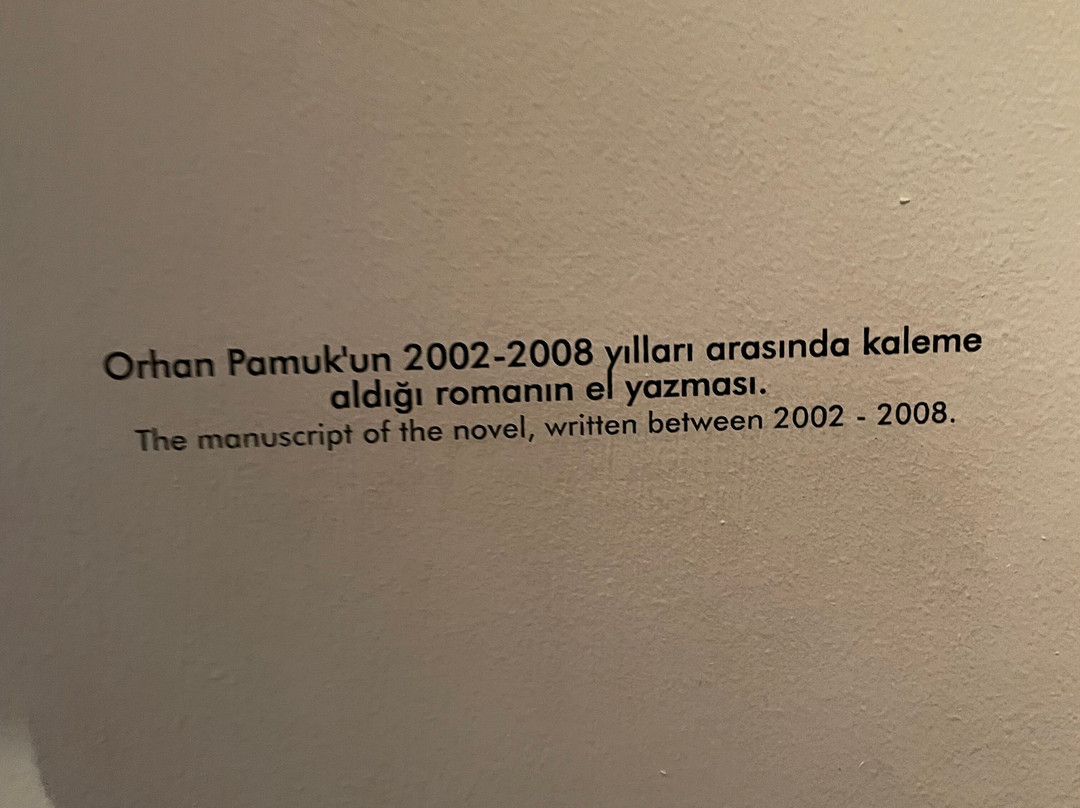 Orhan Pamuk'un 2002-2008 yılları arasında kaleme
aldığı romanın el yazması.
The manuscript of the novel, written between 2002 - 2008.